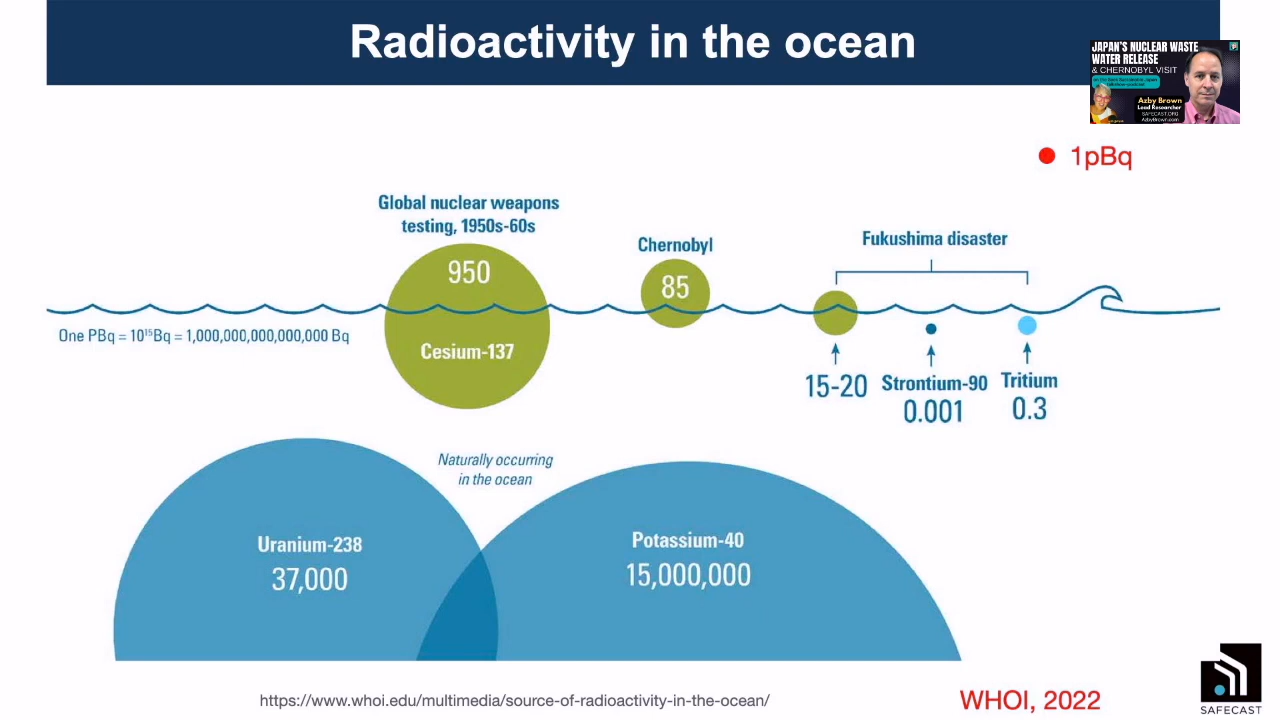 Radioactivity in the ocean
JAPAN'S NUCLEAR WASTE
WATER RELEASE
& CHERNOBYL VISIT
Azby Brown
Lead Researcher
SAFECAST.ORG
AzbyBrown.com
1pBq
Global nuclear weapons
testing, 1950s-60s
950
Cesium-137
Chernobyl
85
Fukushima disaster
One PBq = 10¹⁵Bq = 1,000,000,000,000,000 Bq
15-20
Strontium-90
0.001
Tritium
0.3
Naturally occurring
in the ocean
Uranium-238
37,000
Potassium-40
15,000,000
https://www.whoi.edu/multimedia/source-of-radioactivity-in-the-ocean/
WHOI, 2022
SAFECAST